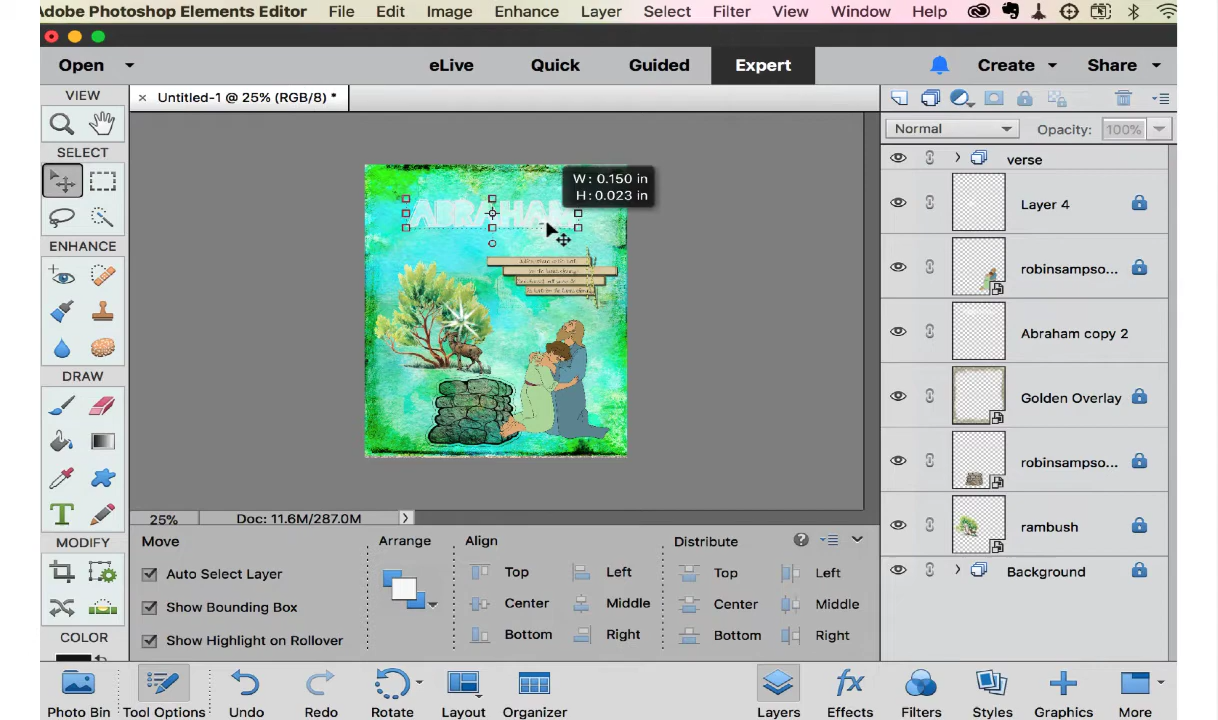 Adobe Photoshop Elements Editor File Edit Image Enhance Layer Select Filter View Window Help
Open eLive Quick Guided Expert Create Share
VIEW Untitled-1 @ 25% (RGB/8) *
Normal Opacity: 100%
SELECT
verse
W: 0.150 in
H: 0.023 in
ABRAHAM
Layer 4
ENHANCE
robinsampso...
Abraham copy 2
DRAW
Golden Overlay
robinsampso...
25% Doc: 11.6M/287.0M
rambush
MODIFY Move Arrange Align Distribute
Auto Select Layer Top Left Top Left Background
Show Bounding Box Center Middle Center Middle
COLOR Show Highlight on Rollover Bottom Right Bottom Right
Photo Bin Tool Options Undo Redo Rotate Layout Organizer Layers Effects Filters Styles Graphics More